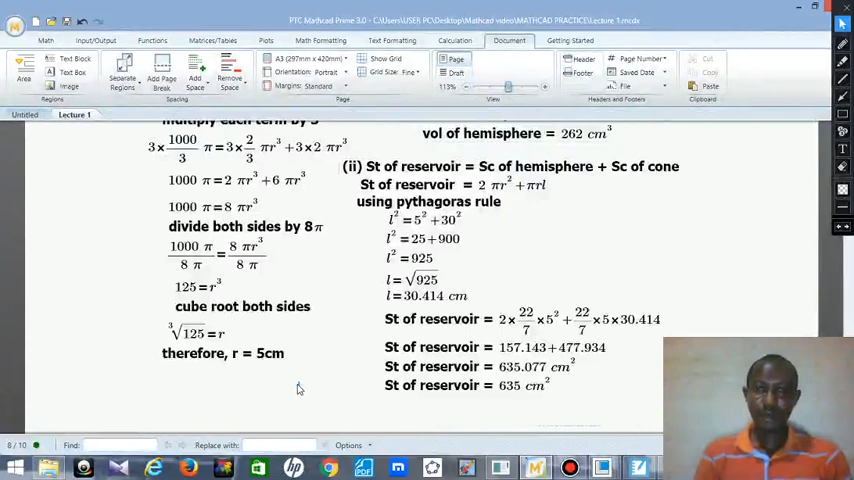 PTC Mathcad Prime 3.0 - C:\Users\USER PC\Desktop\Mathcad video\MATHCAD PRACTICE\Lecture 1.mcdx
Math Input/Output Functions Matrices/Tables Plots Math Formatting Text Formatting Calculation Document Getting Started
Area
Text Block
Text Box
Image
Regions
Separate Regions
Add Page Break
Add Space
Remove Space
Spacing
A3 (297mm x 420mm)
Orientation: Portrait
Margins: Standard
Show Grid
Grid Size: Fine
Page
Page
Draft
113%
View
Header
Footer
Page Number
Saved Date
File
Headers and Footers
Cut
Copy
Paste
Clipboard
Untitled Lecture 1
multiply each term by 3
3 × 1000/3 π = 3 × 2/3 πr³ + 3 × 2 πr³
1000 π = 2 πr³ + 6 πr³
1000 π = 8 πr³
divide both sides by 8π
1000 π / 8 π = 8 πr³ / 8 π
125 = r³
cube root both sides
³√125 = r
therefore, r = 5cm
vol of hemisphere = 262 cm³
(ii) St of reservoir = Sc of hemisphere + Sc of cone
St of reservoir = 2 πr² + πrl
using pythagoras rule
l² = 5² + 30²
l² = 25 + 900
l² = 925
l = √925
l = 30.414 cm
St of reservoir = 2 × 22/7 × 5² + 22/7 × 5 × 30.414
St of reservoir = 157.143 + 477.934
St of reservoir = 635.077 cm²
St of reservoir = 635 cm²
8 / 10 Find: Replace with: Options